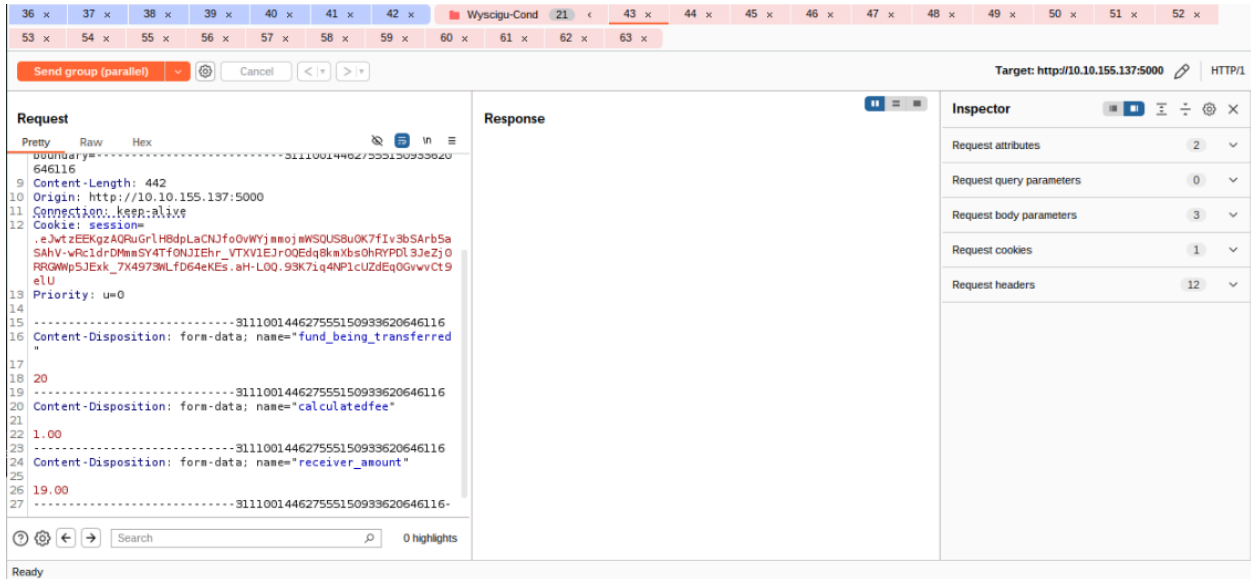 36 × 37 × 38 × 39 × 40 × 41 × 42 × Wyscigu-Cond 21 ‹ 43 × 44 × 45 × 46 × 47 × 48 × 49 × 50 × 51 × 52 ×
53 × 54 × 55 × 56 × 57 × 58 × 59 × 60 × 61 × 62 × 63 ×
Send group (parallel) Cancel < > Target: http://10.10.155.137:5000 HTTP/1
Request
Response
Inspector
Pretty Raw Hex \n
Request attributes 2
Request query parameters 0
Request body parameters 3
Request cookies 1
Request headers 12
boundary=----------------------------311100144627555150933620
646116
9 Content-Length: 442
10 Origin: http://10.10.155.137:5000
11 Connection: keep-alive
12 Cookie: session=
.eJwtzEEKgzAQRuGrlH8dpLaCNJfoOvWYjmmojmWSQUS8uOK7fIv3bSArb5a
SAhV-wRc1drDMmmSY4Tf0NJIEhr_VTXV1EJrOQEdq8kmXbs0hRYPDl3JeZj0
RRGWWp5JExk_7X4973WLfD64eKEs.aH-L0Q.93K7iq4NP1cUZdEq0GvwvCt9
elU
13 Priority: u=0
14
15 -----------------------------311100144627555150933620646116
16 Content-Disposition: form-data; name="fund_being_transferred
"
17
18 20
19 -----------------------------311100144627555150933620646116
20 Content-Disposition: form-data; name="calculatedfee"
21
22 1.00
23 -----------------------------311100144627555150933620646116
24 Content-Disposition: form-data; name="receiver_amount"
25
26 19.00
27 -----------------------------311100144627555150933620646116-
Search 0 highlights
Ready